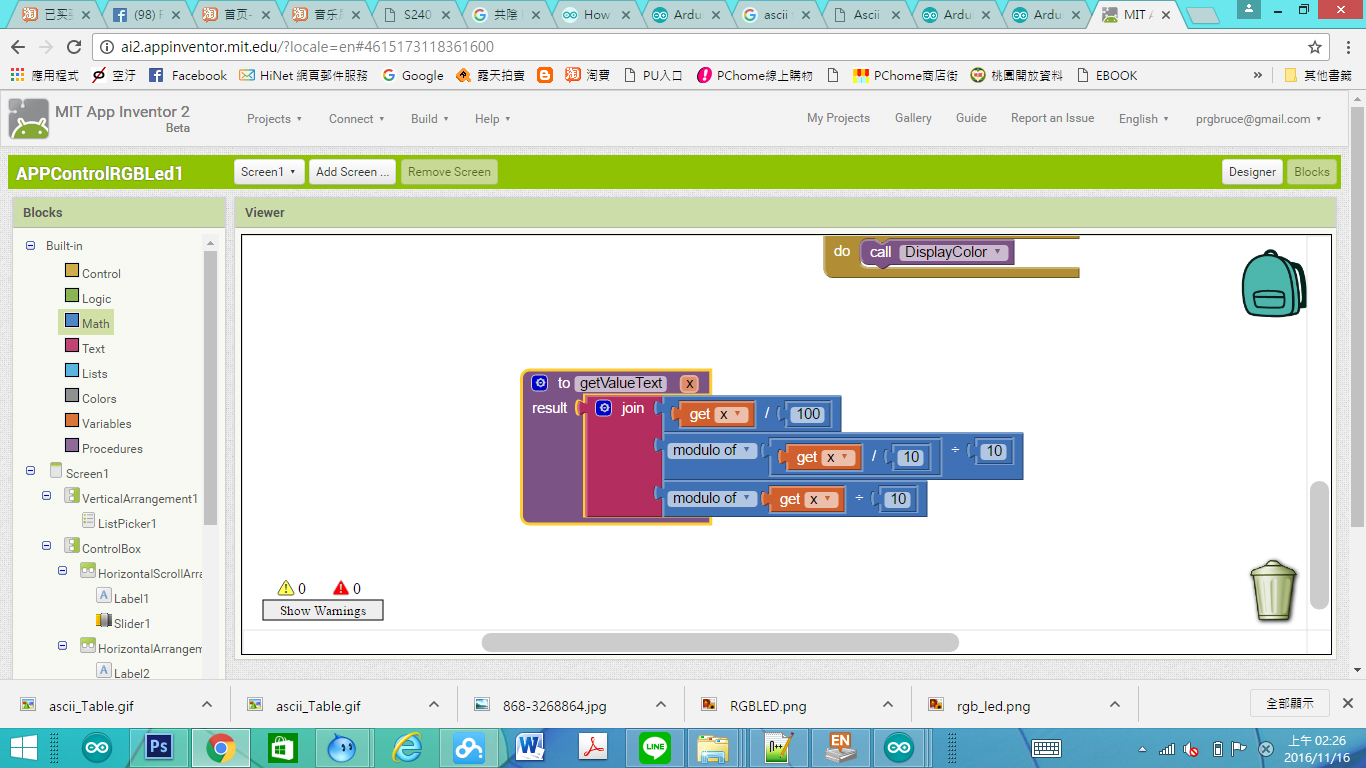 已买
(98) F
首页-
音乐
S240
共陰
How
Ardu
ascii
Ascii
Ardu
Ardu
MIT A
ai2.appinventor.mit.edu/?locale=en#4615173118361600
應用程式 空汙 Facebook HiNet 網頁郵件服務 Google 露天拍賣 淘寶 PU入口 PChome線上購物 PChome商店街 桃園開放資料 EBOOK » 其他書籤
MIT App Inventor 2
Beta
Projects Connect Build Help My Projects Gallery Guide Report an Issue English prgbruce@gmail.com
APPControlRGBLed1 Screen1 Add Screen ... Remove Screen Designer Blocks
Blocks
Viewer
Built-in
Control
Logic
Math
Text
Lists
Colors
Variables
Procedures
Screen1
VerticalArrangement1
ListPicker1
ControlBox
HorizontalScrollArra
Label1
Slider1
HorizontalArrangem
Label2
do call DisplayColor
to getValueText x
result join get x / 100
modulo of get x / 10 ÷ 10
modulo of get x ÷ 10
0 0
Show Warnings
ascii_Table.gif ascii_Table.gif 868-3268864.jpg RGBLED.png rgb_led.png 全部顯示
Ps W LINE n++ EN
上午 02:26
2016/11/16